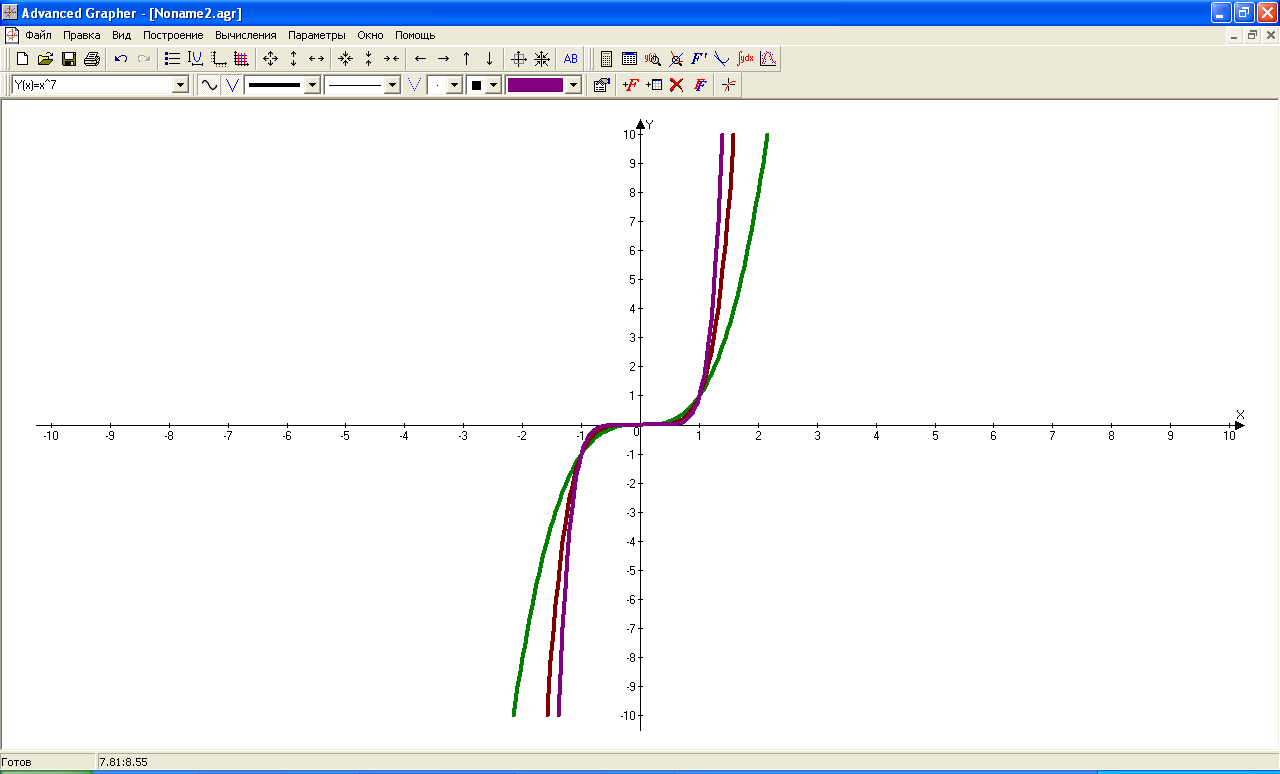 Advanced Grapher - [Noname2.agr]
Файл Правка Вид Построение Вычисления Параметры Окно Помощь
AB F' ∫ydx
Y(x)=x^7 +F F
Y
10
9
8
7
6
5
4
3
2
1
X
-10 -9 -8 -7 -6 -5 -4 -3 -2 -1 0 1 2 3 4 5 6 7 8 9 10
-1
-2
-3
-4
-5
-6
-7
-8
-9
-10
Готов 7.81:8.55